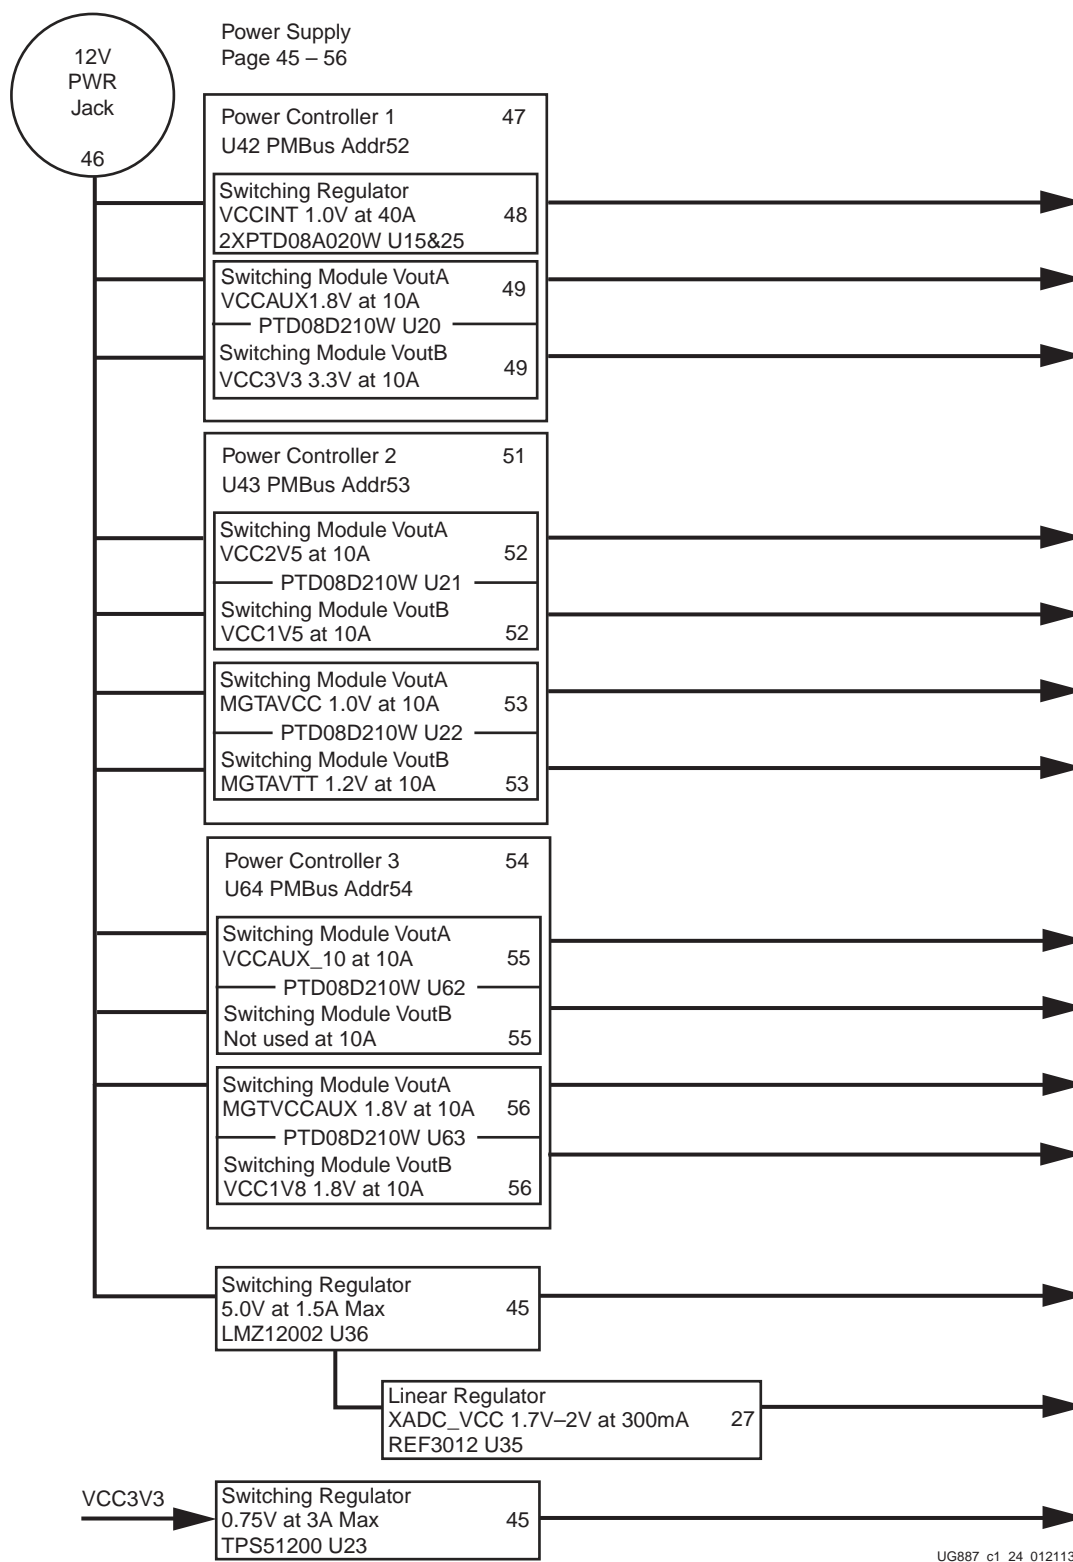 12V
PWR
Jack
46
Power Supply
Page 45 – 56
Power Controller 1 47
U42 PMBus Addr52
Switching Regulator
VCCINT 1.0V at 40A 48
2XPTD08A020W U15&25
Switching Module VoutA
VCCAUX1.8V at 10A 49
PTD08D210W U20
Switching Module VoutB
VCC3V3 3.3V at 10A 49
Power Controller 2 51
U43 PMBus Addr53
Switching Module VoutA
VCC2V5 at 10A 52
PTD08D210W U21
Switching Module VoutB
VCC1V5 at 10A 52
Switching Module VoutA
MGTAVCC 1.0V at 10A 53
PTD08D210W U22
Switching Module VoutB
MGTAVTT 1.2V at 10A 53
Power Controller 3 54
U64 PMBus Addr54
Switching Module VoutA
VCCAUX_10 at 10A 55
PTD08D210W U62
Switching Module VoutB
Not used at 10A 55
Switching Module VoutA
MGTVCCAUX 1.8V at 10A 56
PTD08D210W U63
Switching Module VoutB
VCC1V8 1.8V at 10A 56
Switching Regulator
5.0V at 1.5A Max 45
LMZ12002 U36
Linear Regulator
XADC_VCC 1.7V–2V at 300mA 27
REF3012 U35
VCC3V3
Switching Regulator
0.75V at 3A Max 45
TPS51200 U23
UG887_c1_24_012113